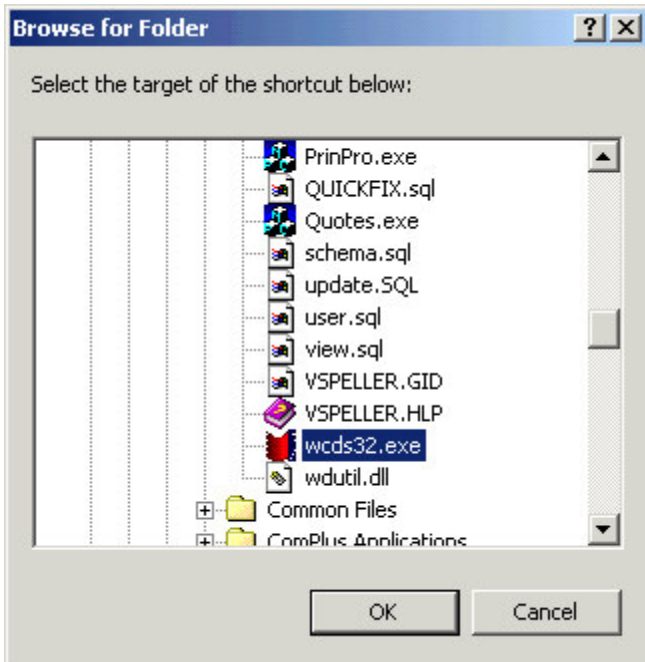 Browse for Folder
Select the target of the shortcut below:
PrinPro.exe
QUICKFIX.sql
Quotes.exe
schema.sql
update.SQL
user.sql
view.sql
VSPELLER.GID
VSPELLER.HLP
wcds32.exe
wdutil.dll
Common Files
ComPlus Applications
OK Cancel